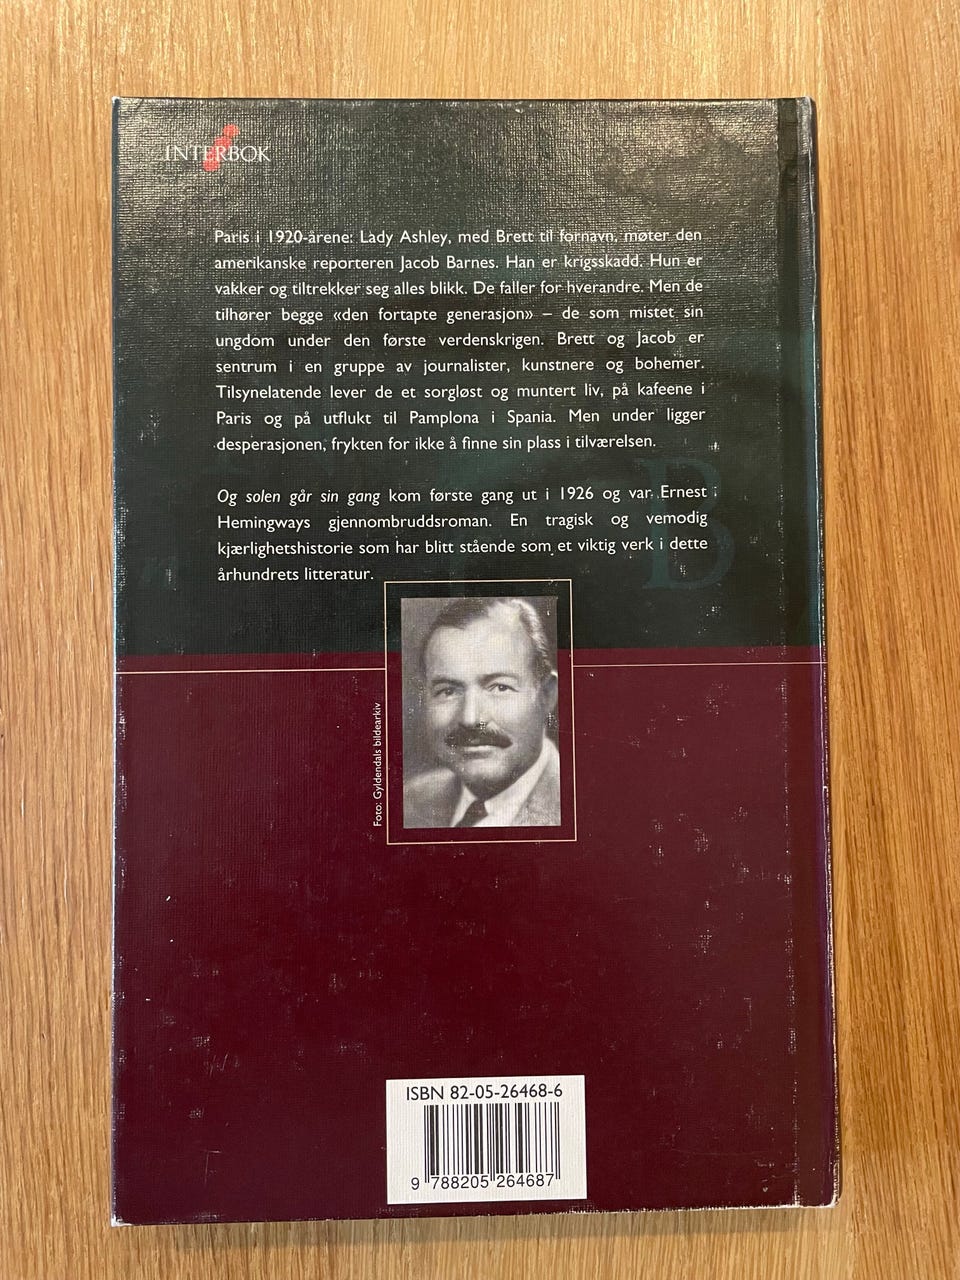 INTERBOK
Paris i 1920-årene: Lady Ashley, med Brett til fornavn, møter den
amerikanske reporteren Jacob Barnes. Han er krigsskadd. Hun er
vakker og tiltrekker seg alles blikk. De faller for hverandre. Men de
tilhører begge «den fortapte generasjon» – de som mistet sin
ungdom under den første verdenskrigen. Brett og Jacob er
sentrum i en gruppe av journalister, kunstnere og bohemer.
Tilsynelatende lever de et sorgløst og muntert liv, på kafeene i
Paris og på utflukt til Pamplona i Spania. Men under ligger
desperasjonen, frykten for ikke å finne sin plass i tilværelsen.
Og solen går sin gang kom første gang ut i 1926 og var Ernest
Hemingways gjennombruddsroman. En tragisk og vemodig
kjærlighetshistorie som har blitt stående som et viktig verk i dette
århundrets litteratur.
Foto: Gyldendals bildearkiv
ISBN 82-05-26468-6
9 788205 264687